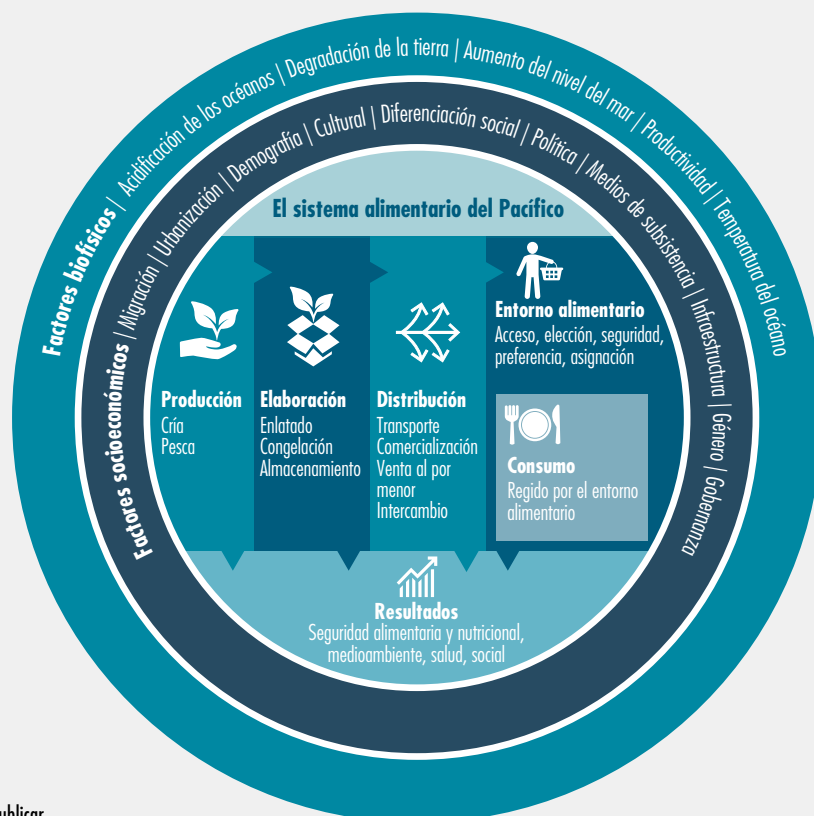 Factores biofísicos | Acidificación de los océanos | Degradación de la tierra | Aumento del nivel del mar | Productividad | Temperatura del océano
Factores socioeconómicos | Migración | Urbanización | Demografía | Cultural | Diferenciación social | Política | Medios de subsistencia | Infraestructura | Género | Gobernanza
El sistema alimentario del Pacífico
Producción
Cría
Pesca
Elaboración
Enlatado
Congelación
Almacenamiento
Distribución
Transporte
Comercialización
Venta al por
menor
Intercambio
Entorno alimentario
Acceso, elección, seguridad,
preferencia, asignación
Consumo
Regido por el entorno
alimentario
Resultados
Seguridad alimentaria y nutricional,
medioambiente, salud, social